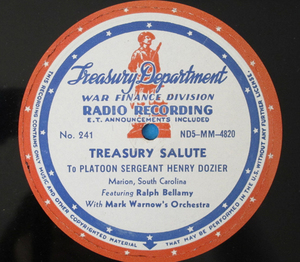 Treasury Department
WAR FINANCE DIVISION
RADIO RECORDING
E.T. ANNOUNCEMENTS INCLUDED
No. 241
ND5-MM-4820
TREASURY SALUTE
To PLATOON SERGEANT HENRY DOZIER
Marion, South Carolina
Featuring Ralph Bellamy
With Mark Warnow's Orchestra
THIS RECORDING CONTAINS ONLY MUSIC AND OTHER COPYRIGHTED MATERIAL ★ THAT MAY BE PERFORMED IN THE U.S. WITHOUT FURTHER CLEARANCE.